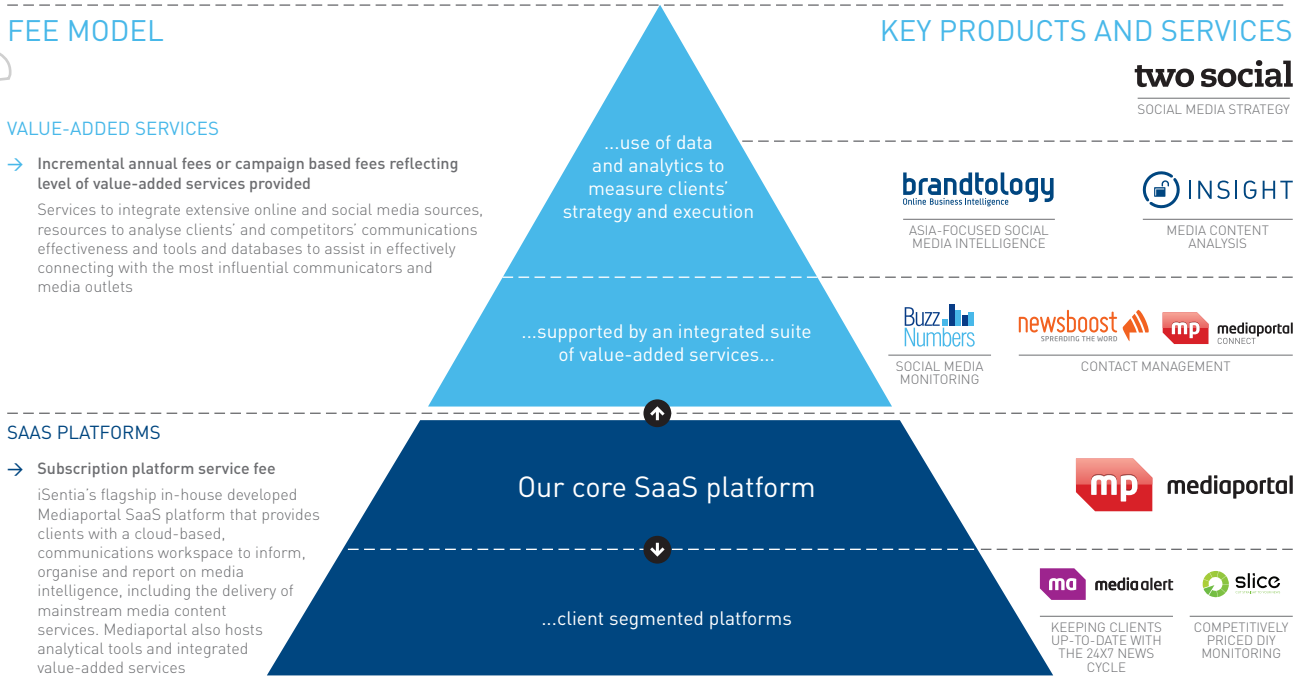 FEE MODEL
KEY PRODUCTS AND SERVICES
two social
SOCIAL MEDIA STRATEGY
VALUE-ADDED SERVICES
→ Incremental annual fees or campaign based fees reflecting
level of value-added services provided
Services to integrate extensive online and social media sources,
resources to analyse clients' and competitors' communications
effectiveness and tools and databases to assist in effectively
connecting with the most influential communicators and
media outlets
...use of data
and analytics to
measure clients'
strategy and execution
brandtology
Online Business Intelligence
ASIA-FOCUSED SOCIAL
MEDIA INTELLIGENCE
INSIGHT
MEDIA CONTENT
ANALYSIS
...supported by an integrated suite
of value-added services...
Buzz
Numbers
SOCIAL MEDIA
MONITORING
newsboost
SPREADING THE WORD
mp mediaportal
CONNECT
CONTACT MANAGEMENT
SAAS PLATFORMS
→ Subscription platform service fee
iSentia's flagship in-house developed
Mediaportal SaaS platform that provides
clients with a cloud-based,
communications workspace to inform,
organise and report on media
intelligence, including the delivery of
mainstream media content
services. Mediaportal also hosts
analytical tools and integrated
value-added services
Our core SaaS platform
mp mediaportal
...client segmented platforms
ma mediaalert
KEEPING CLIENTS
UP-TO-DATE WITH
THE 24X7 NEWS
CYCLE
slice
COMPETITIVELY
PRICED DIY
MONITORING